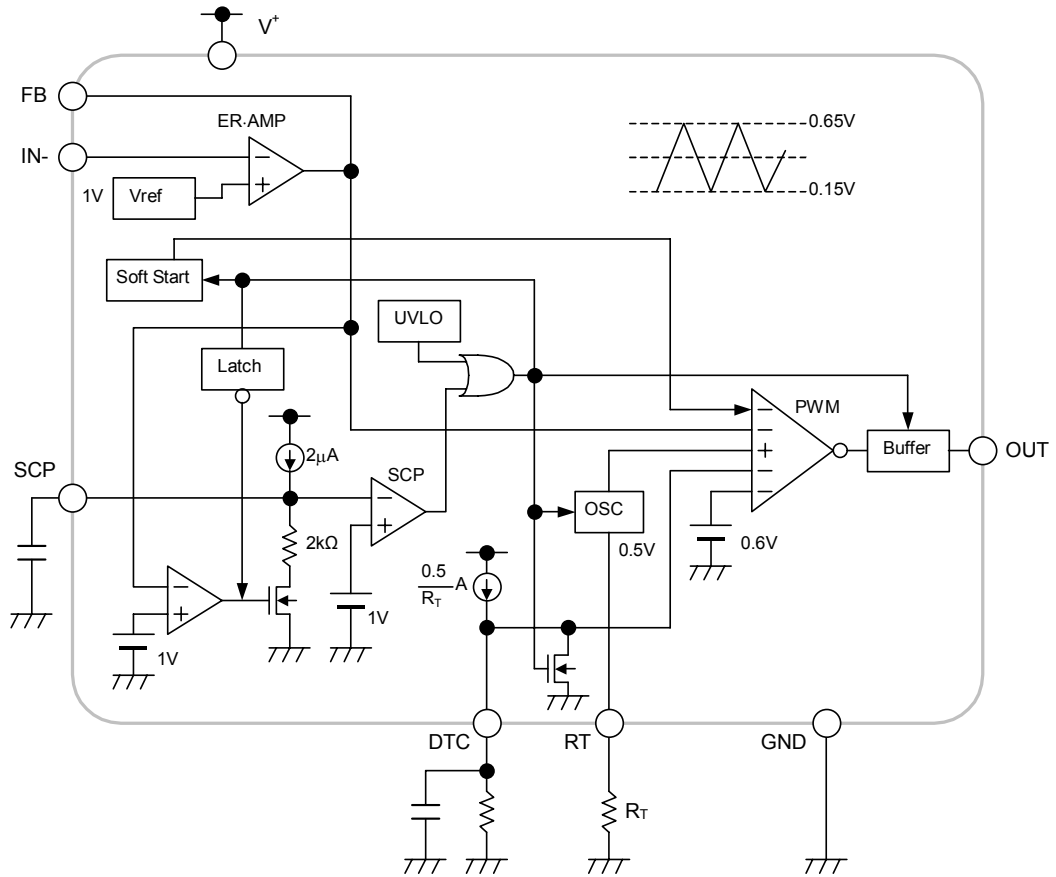 V+
FB
ER·AMP
IN-
0.65V
0.15V
1V
Vref
Soft Start
UVLO
Latch
PWM
Buffer
OUT
2μA
SCP
SCP
OSC
0.5V
0.6V
2kΩ
0.5
RT
A
1V
1V
DTC
RT
GND
RT
−
+
−
+
−
+
−
−
+
−
−